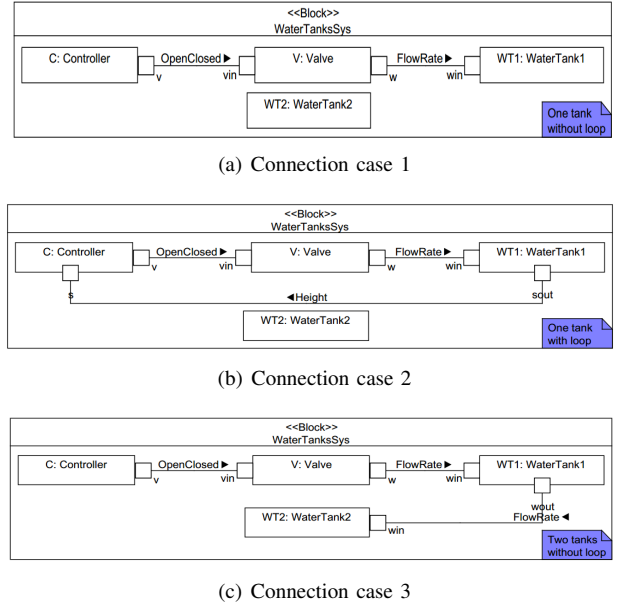 <<Block>>
WaterTanksSys
C: Controller
OpenClosed ▶
V: Valve
FlowRate ▶
WT1: WaterTank1
v
vin
w
win
WT2: WaterTank2
One tank
without loop
(a) Connection case 1
<<Block>>
WaterTanksSys
C: Controller
OpenClosed ▶
V: Valve
FlowRate ▶
WT1: WaterTank1
v
vin
w
win
s
◀Height
sout
WT2: WaterTank2
One tank
with loop
(b) Connection case 2
<<Block>>
WaterTanksSys
C: Controller
OpenClosed ▶
V: Valve
FlowRate ▶
WT1: WaterTank1
v
vin
w
win
wout
WT2: WaterTank2
FlowRate ◀
win
Two tanks
without loop
(c) Connection case 3